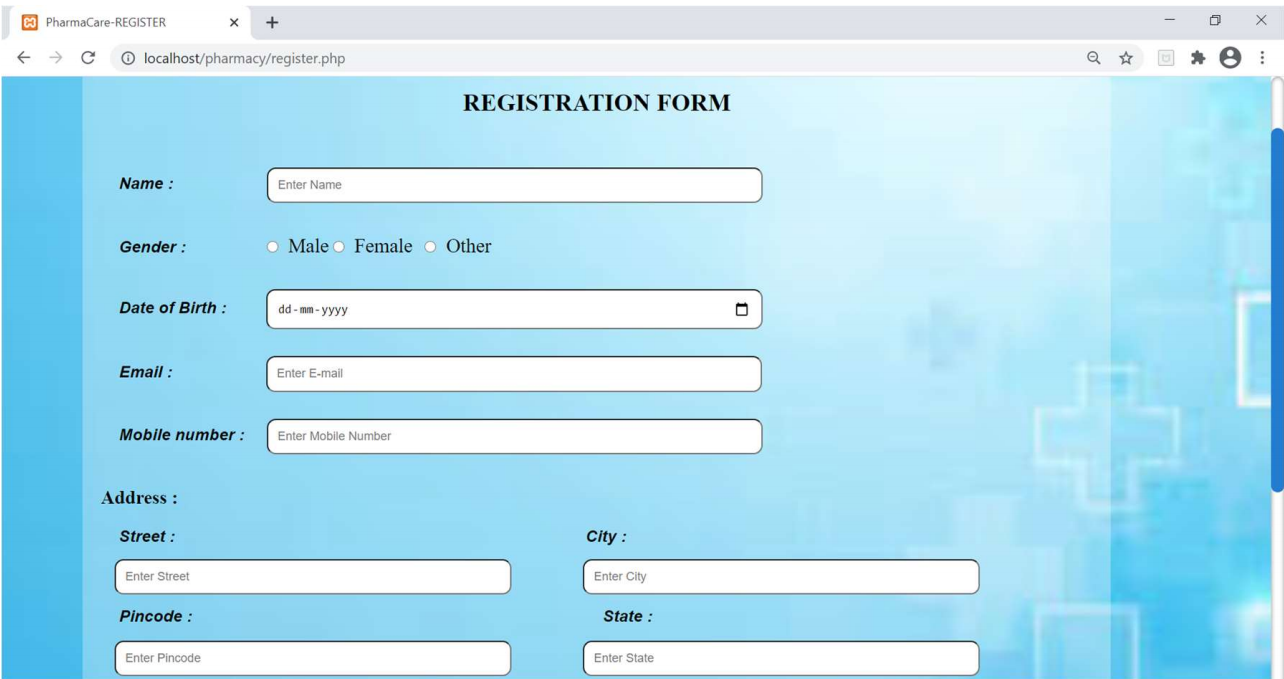 PharmaCare-REGISTER
localhost/pharmacy/register.php
REGISTRATION FORM
Name :
Enter Name
Gender :
Male Female Other
Date of Birth :
dd-mm-yyyy
Email :
Enter E-mail
Mobile number :
Enter Mobile Number
Address :
Street : City :
Enter Street Enter City
Pincode : State :
Enter Pincode Enter State